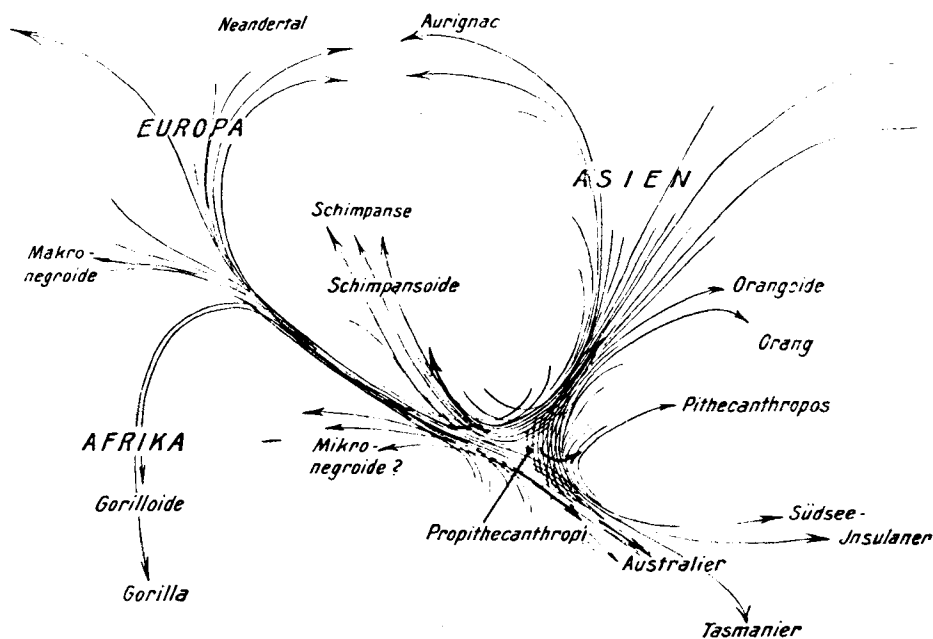 Neandertal
Aurignac
EUROPA
ASIEN
Schimpanse
Makro-
negroide
Schimpansoide
Orangoide
Orang
Pithecanthropos
AFRIKA
Mikro-
negroide ?
Gorilloide
Propithecanthropi
Südsee-
Jnsulaner
Australier
Gorilla
Tasmanier